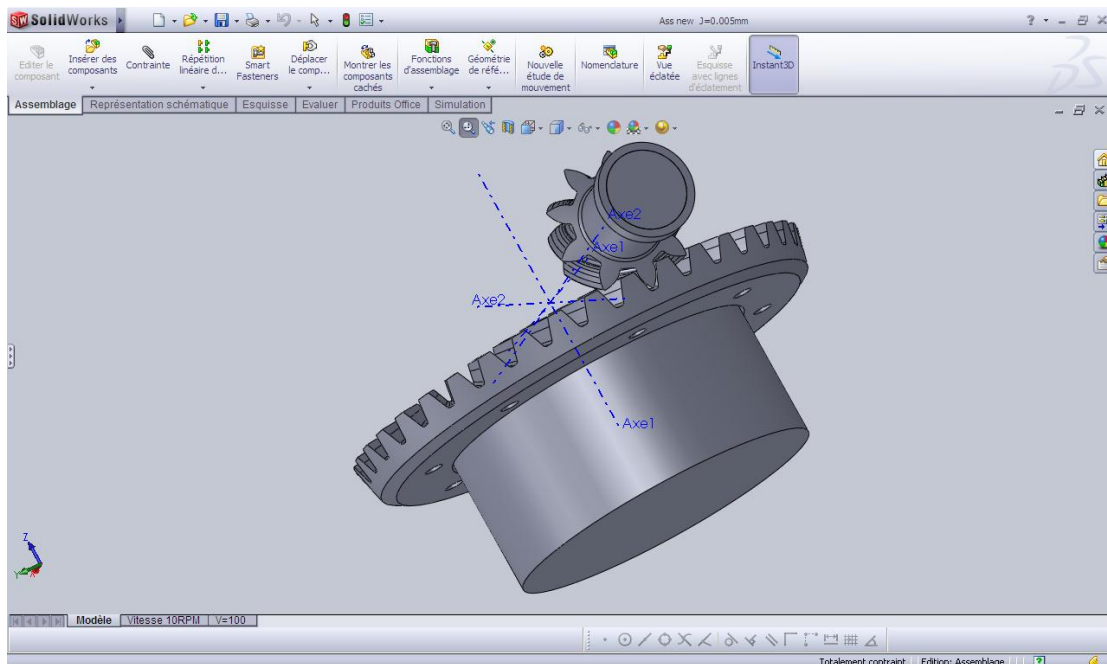 SolidWorks
Ass new J=0.005mm
Editer le composant
Insérer des composants
Contrainte
Répétition linéaire d...
Smart Fasteners
Déplacer le comp...
Montrer les composants cachés
Fonctions d'assemblage
Géométrie de réfé...
Nouvelle étude de mouvement
Nomenclature
Vue éclatée
Esquisse avec lignes d'éclatement
Instant3D
Assemblage Représentation schématique Esquisse Evaluer Produits Office Simulation
Axe2
Axe1
Axe2
Axe1
Z
Y
X
Modèle Vitesse 10RPM V=100
Totalement contraint Edition: Assemblage